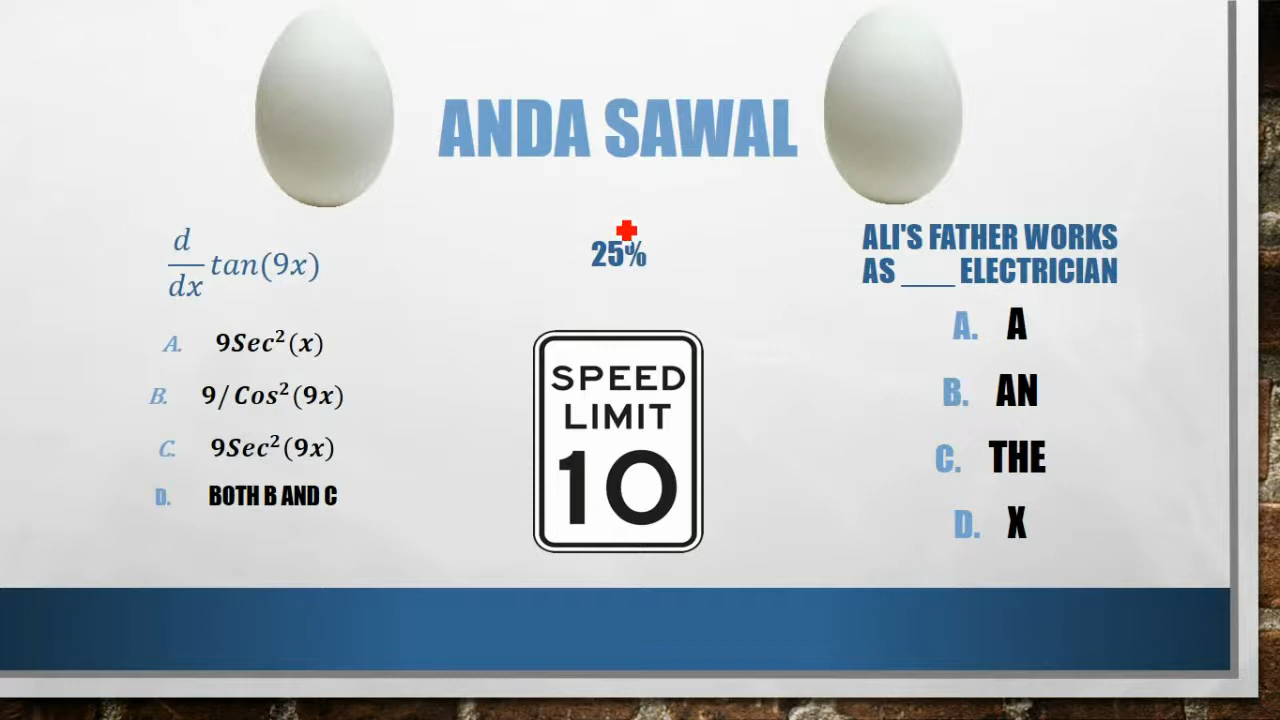 ANDA SAWAL
d/dx tan(9x)
A. 9Sec²(x)
B. 9/Cos²(9x)
C. 9Sec²(9x)
D. BOTH B AND C
25%
SPEED
LIMIT
10
ALI'S FATHER WORKS
AS ____ ELECTRICIAN
A. A
B. AN
C. THE
D. X